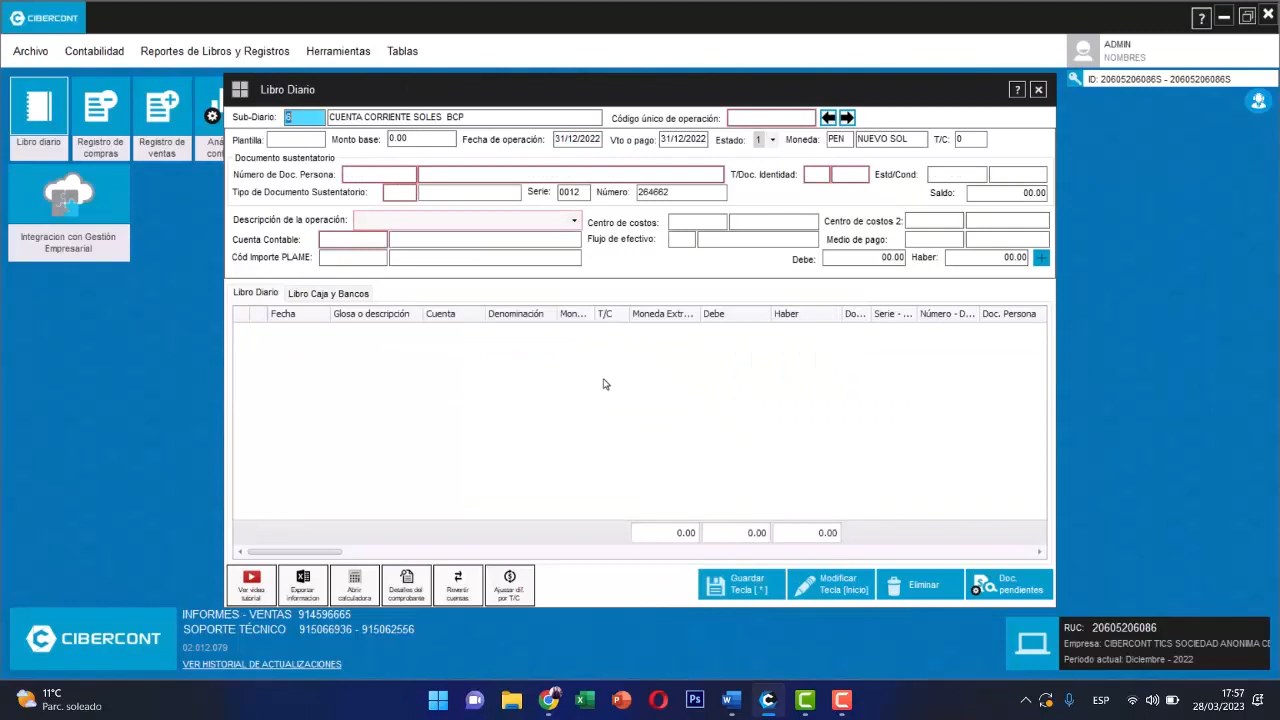 CIBERCONT
?
Archivo Contabilidad Reportes de Libros y Registros Herramientas Tablas
ADMIN
NOMBRES
ID: 20605206086S - 20605206086S
Libro diario
Registro de compras
Registro de ventas
Libro Diario ?
Sub-Diario: 6 CUENTA CORRIENTE SOLES BCP Código único de operación:
Plantilla: Monto base: 0.00 Fecha de operación: 31/12/2022 Vto o pago: 31/12/2022 Estado: 1 Moneda: PEN NUEVO SOL T/C: 0
Documento sustentatorio
Número de Doc. Persona: T/Doc. Identidad: Estd/Cond:
Tipo de Documento Sustentatorio: Serie: 0012 Número: 264662 Saldo: 00.00
Descripción de la operación: Centro de costos: Centro de costos 2:
Cuenta Contable: Flujo de efectivo: Medio de pago:
Cód Importe PLAME: Debe: 00.00 Haber: 00.00 +
Libro Diario Libro Caja y Bancos
Fecha Glosa o descripción Cuenta Denominación Mon... T/C Moneda Extr... Debe Haber Do... Serie - ... Número - D... Doc. Persona
0.00 0.00 0.00
Integracion con Gestión
Empresarial
Ver video
tutorial
Exportar
informacion
Abrir
calculadora
Detalles del
comprobante
Revertir
cuentas
Ajustar dif.
por T/C
Guardar
Tecla [ * ]
Modificar
Tecla [Inicio]
Eliminar
Doc.
pendientes
CIBERCONT
INFORMES - VENTAS 914596665
SOPORTE TÉCNICO 915066936 - 915062556
02.012.079
VER HISTORIAL DE ACTUALIZACIONES
RUC: 20605206086
Empresa: CIBERCONT TICS SOCIEDAD ANONIMA
Periodo actual: Diciembre - 2022
11°C
Parc. soleado
ESP
17:57
28/03/2023